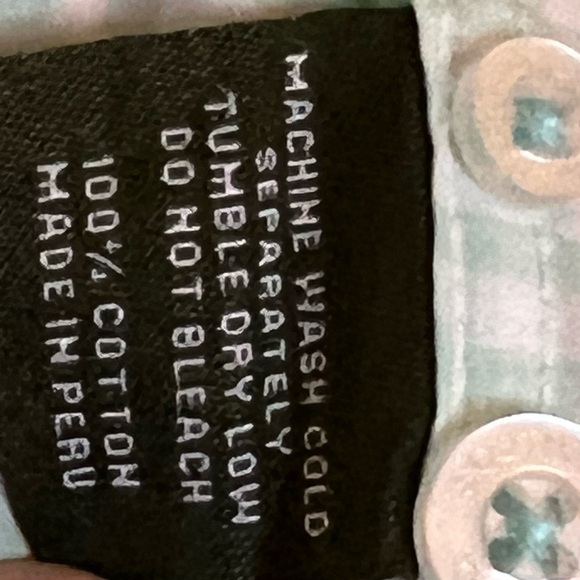 MACHINE WASH COLD
SEPARATELY
TUMBLE DRY LOW
DO NOT BLEACH
100% COTTON
MADE IN PERU